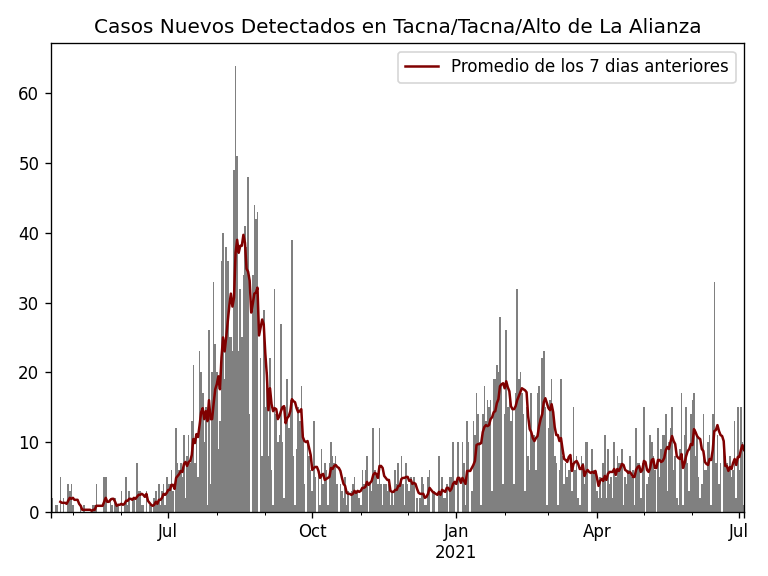 Casos Nuevos Detectados en Tacna/Tacna/Alto de La Alianza
Promedio de los 7 dias anteriores
60
50
40
30
20
10
0
Jul Oct Jan Apr Jul
2021